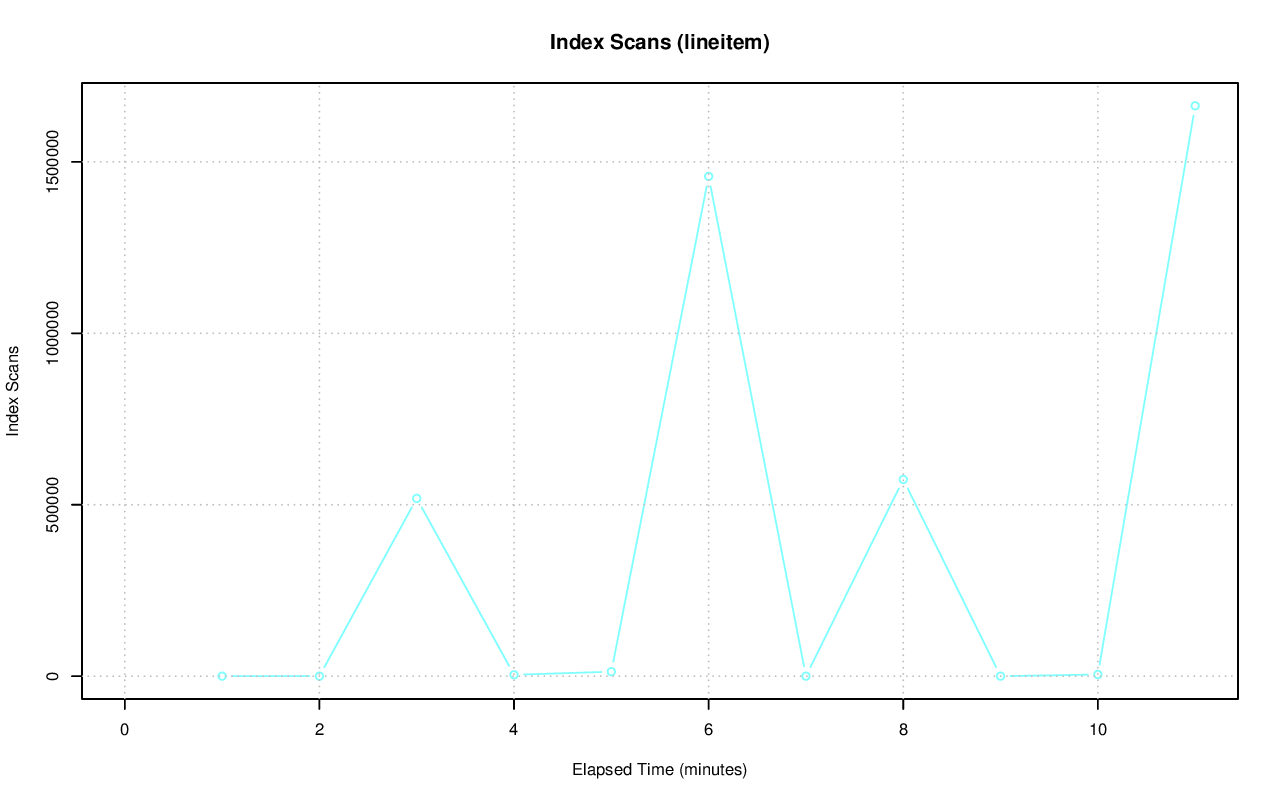 Index Scans (lineitem)
1500000
1000000
500000
0
Index Scans
0 2 4 6 8 10
Elapsed Time (minutes)